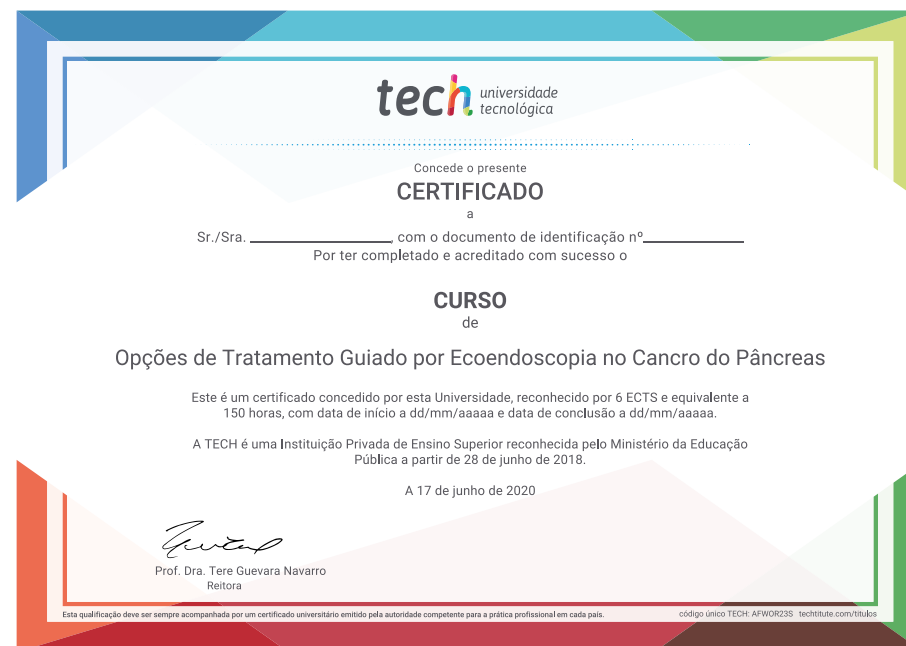 tech universidade
tecnológica
Concede o presente
CERTIFICADO
a
Sr./Sra. ____________, com o documento de identificação nº____________
Por ter completado e acreditado com sucesso o
CURSO
de
Opções de Tratamento Guiado por Ecoendoscopia no Cancro do Pâncreas
Este é um certificado concedido por esta Universidade, reconhecido por 6 ECTS e equivalente a
150 horas, com data de início a dd/mm/aaaaa e data de conclusão a dd/mm/aaaaa.
A TECH é uma Instituição Privada de Ensino Superior reconhecida pelo Ministério da Educação
Pública a partir de 28 de junho de 2018.
A 17 de junho de 2020
Prof. Dra. Tere Guevara Navarro
Reitora
Esta qualificação deve ser sempre acompanhada por um certificado universitário emitido pela autoridade competente para a prática profissional em cada país.
código único TECH: AFWOR23S techtitute.com/titulos